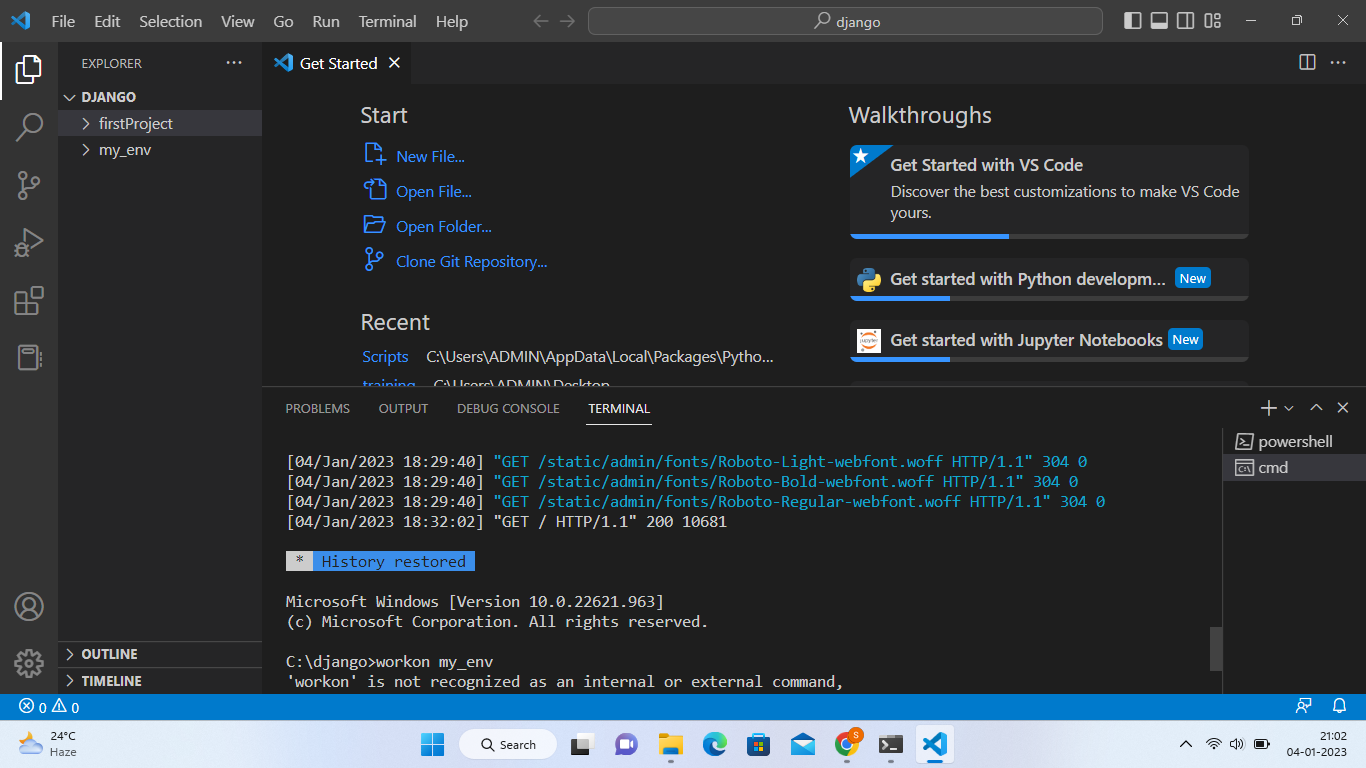 File Edit Selection View Go Run Terminal Help
django
EXPLORER
DJANGO
firstProject
my_env
OUTLINE
TIMELINE
Get Started
Start
New File...
Open File...
Open Folder...
Clone Git Repository...
Recent
Scripts C:\Users\ADMIN\AppData\Local\Packages\Pytho...
training C:\Users\ADMIN\Desktop
Walkthroughs
Get Started with VS Code
Discover the best customizations to make VS Code
yours.
Get started with Python developm... New
jupyter
Get started with Jupyter Notebooks New
PROBLEMS OUTPUT DEBUG CONSOLE TERMINAL
[04/Jan/2023 18:29:40] "GET /static/admin/fonts/Roboto-Light-webfont.woff HTTP/1.1" 304 0
[04/Jan/2023 18:29:40] "GET /static/admin/fonts/Roboto-Bold-webfont.woff HTTP/1.1" 304 0
[04/Jan/2023 18:29:40] "GET /static/admin/fonts/Roboto-Regular-webfont.woff HTTP/1.1" 304 0
[04/Jan/2023 18:32:02] "GET / HTTP/1.1" 200 10681
* History restored
Microsoft Windows [Version 10.0.22621.963]
(c) Microsoft Corporation. All rights reserved.
C:\django>workon my_env
'workon' is not recognized as an internal or external command,
powershell
cmd
0 0
24°C
Haze
Search
S
21:02
04-01-2023